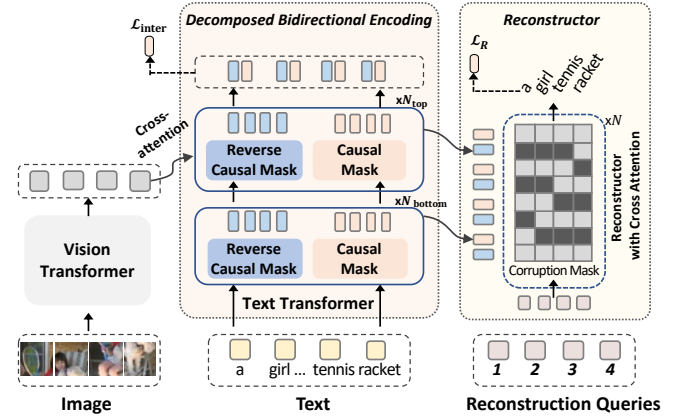 Decomposed Bidirectional Encoding
Reconstructor
ℒinter
ℒR
a girl tennis racket
Cross-attention
xNtop
xN
Reverse Causal Mask
Causal Mask
xNbottom
Reverse Causal Mask
Causal Mask
Vision Transformer
Text Transformer
Reconstructor with Cross Attention
Corruption Mask
a girl ... tennis racket
1 2 3 4
Image
Text
Reconstruction Queries